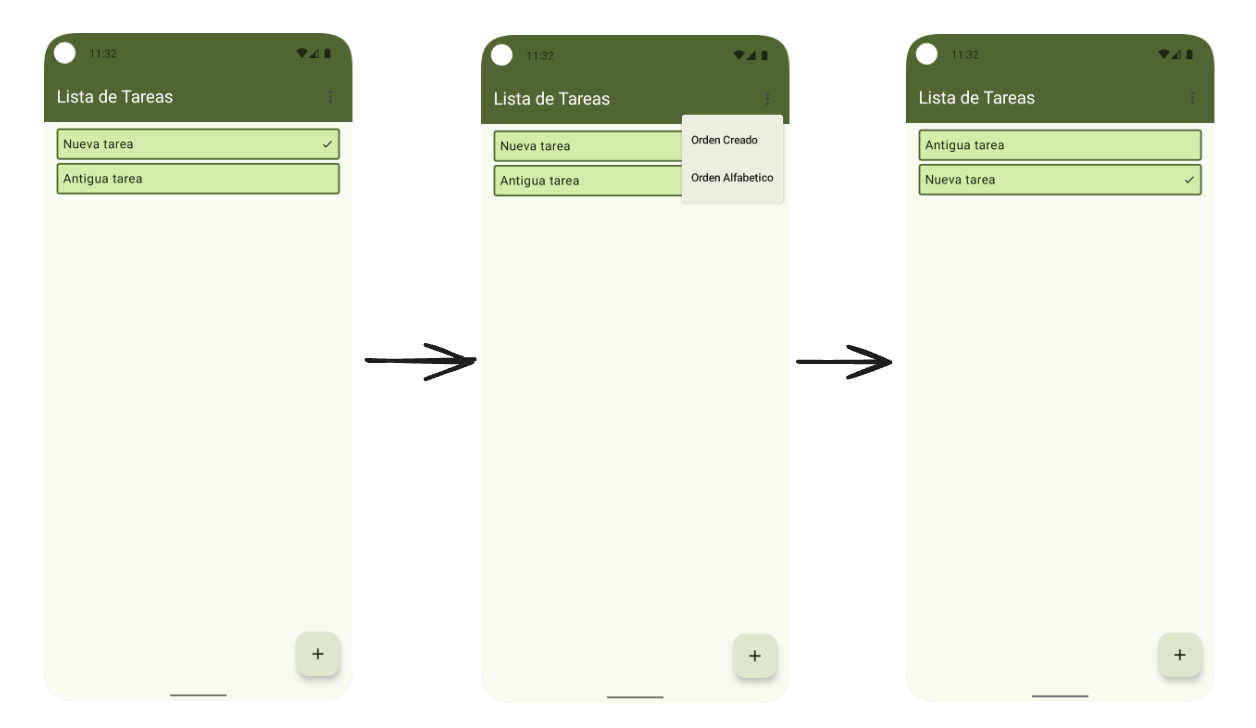 11:32
Lista de Tareas
Nueva tarea
Antigua tarea
+
11:32
Lista de Tareas
Orden Creado
Orden Alfabetico
Nueva tarea
Antigua tarea
+
11:32
Lista de Tareas
Antigua tarea
Nueva tarea
+